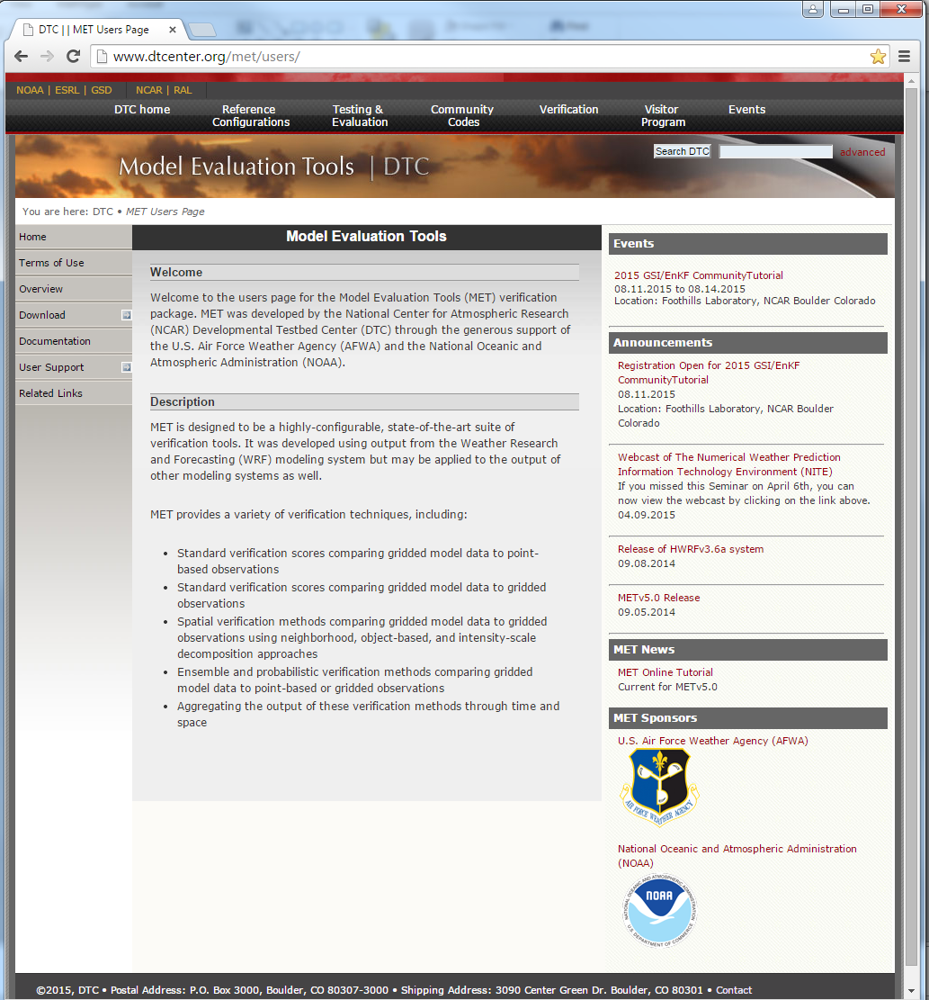 DTC || MET Users Page
www.dtcenter.org/met/users/
NOAA | ESRL | GSD
NCAR | RAL
DTC home
Reference
Configurations
Testing &
Evaluation
Community
Codes
Verification
Visitor
Program
Events
Model Evaluation Tools | DTC
Search DTC
advanced
You are here: DTC • MET Users Page
Home
Terms of Use
Overview
Download
Documentation
User Support
Related Links
Model Evaluation Tools
Welcome
Welcome to the users page for the Model Evaluation Tools (MET) verification
package. MET was developed by the National Center for Atmospheric Research
(NCAR) Developmental Testbed Center (DTC) through the generous support of
the U.S. Air Force Weather Agency (AFWA) and the National Oceanic and
Atmospheric Administration (NOAA).
Description
MET is designed to be a highly-configurable, state-of-the-art suite of
verification tools. It was developed using output from the Weather Research
and Forecasting (WRF) modeling system but may be applied to the output of
other modeling systems as well.
MET provides a variety of verification techniques, including:
• Standard verification scores comparing gridded model data to point-
based observations
• Standard verification scores comparing gridded model data to gridded
observations
• Spatial verification methods comparing gridded model data to gridded
observations using neighborhood, object-based, and intensity-scale
decomposition approaches
• Ensemble and probabilistic verification methods comparing gridded
model data to point-based or gridded observations
• Aggregating the output of these verification methods through time and
space
Events
2015 GSI/EnKF CommunityTutorial
08.11.2015 to 08.14.2015
Location: Foothills Laboratory, NCAR Boulder Colorado
Announcements
Registration Open for 2015 GSI/EnKF
CommunityTutorial
08.11.2015
Location: Foothills Laboratory, NCAR Boulder
Colorado
Webcast of The Numerical Weather Prediction
Information Technology Environment (NITE)
If you missed this Seminar on April 6th, you can
now view the webcast by clicking on the link above.
04.09.2015
Release of HWRFv3.6a system
09.08.2014
METv5.0 Release
09.05.2014
MET News
MET Online Tutorial
Current for METv5.0
MET Sponsors
U.S. Air Force Weather Agency (AFWA)
AIR FORCE WEATHER AGENCY
National Oceanic and Atmospheric Administration
(NOAA)
NATIONAL OCEANIC AND ATMOSPHERIC ADMINISTRATION
NOAA
U.S. DEPARTMENT OF COMMERCE
©2015, DTC • Postal Address: P.O. Box 3000, Boulder, CO 80307-3000 • Shipping Address: 3090 Center Green Dr. Boulder, CO 80301 • Contact